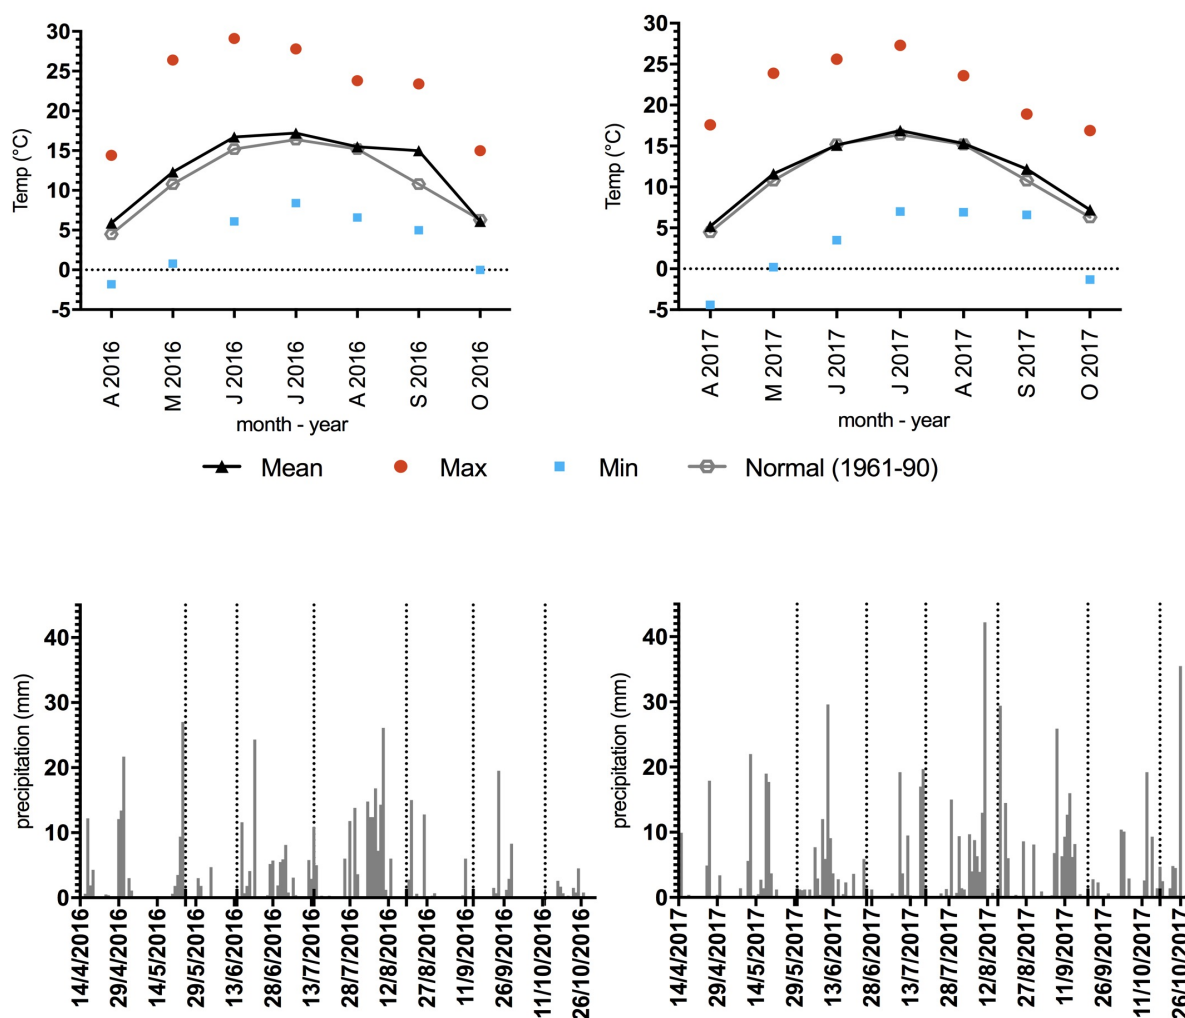 30
25
20
15
10
5
0
-5
Temp (°C)
A 2016
M 2016
J 2016
J 2016
A 2016
S 2016
O 2016
month - year
30
25
20
15
10
5
0
-5
Temp (°C)
A 2017
M 2017
J 2017
J 2017
A 2017
S 2017
O 2017
month - year
Mean Max Min Normal (1961-90)
40
30
20
10
0
precipitation (mm)
14/4/2016
29/4/2016
14/5/2016
29/5/2016
13/6/2016
28/6/2016
13/7/2016
28/7/2016
12/8/2016
27/8/2016
11/9/2016
26/9/2016
11/10/2016
26/10/2016
40
30
20
10
0
precipitation (mm)
14/4/2017
29/4/2017
14/5/2017
29/5/2017
13/6/2017
28/6/2017
13/7/2017
28/7/2017
12/8/2017
27/8/2017
11/9/2017
26/9/2017
11/10/2017
26/10/2017